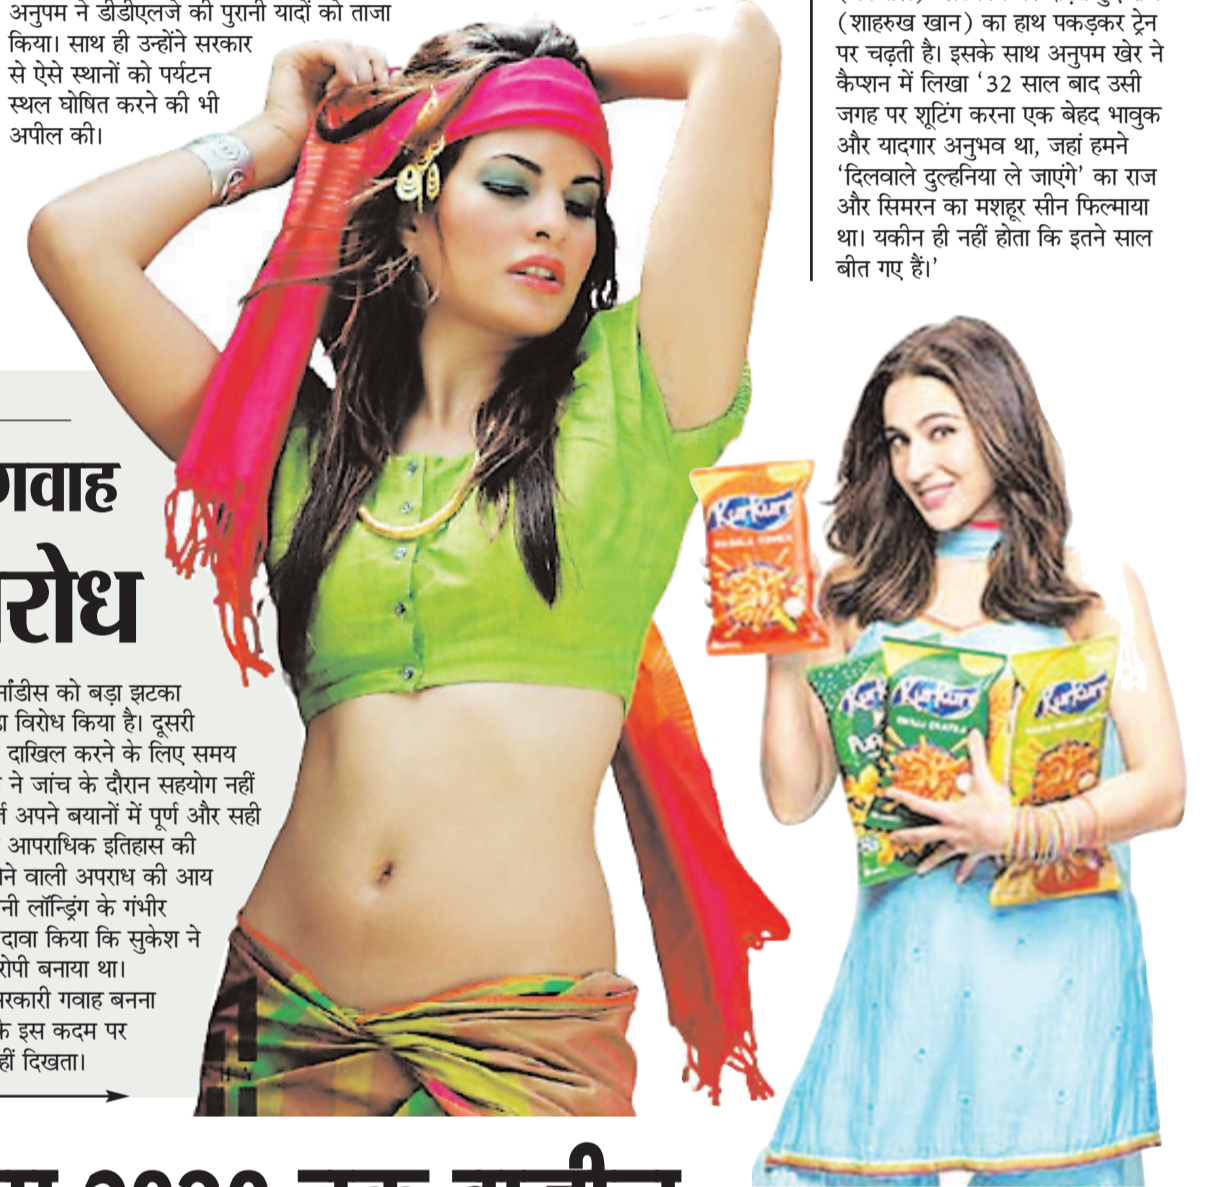 अनुपम ने डीडीएलजे की पुरानी यादों को ताजा
किया। साथ ही उन्होंने सरकार
से ऐसे स्थानों को पर्यटन
स्थल घोषित करने की भी
अपील की।
(शाहरुख खान) का हाथ पकड़कर ट्रेन
पर चढ़ती है। इसके साथ अनुपम खेर ने
कैप्शन में लिखा ‘32 साल बाद उसी
जगह पर शूटिंग करना एक बेहद भावुक
और यादगार अनुभव था, जहां हमने
‘दिलवाले दुल्हनिया ले जाएंगे’ का राज
और सिमरन का मशहूर सीन फिल्माया
था। यकीन ही नहीं होता कि इतने साल
बीत गए हैं।’
गवाह
को बड़ा झटका
विरोध किया है। दूसरी
दाखिल करने के लिए समय
ने जांच के दौरान सहयोग नहीं
अपने बयानों में पूर्ण और सही
आपराधिक इतिहास की
वाली अपराध की आय
लॉन्ड्रिंग के गंभीर
दावा किया कि सुकेश ने
बनाया था।
गवाह बनना
इस कदम पर
दिखता।
Kurkure
MASALA MUNCH
Kurkure
Kurkure
Kurkure